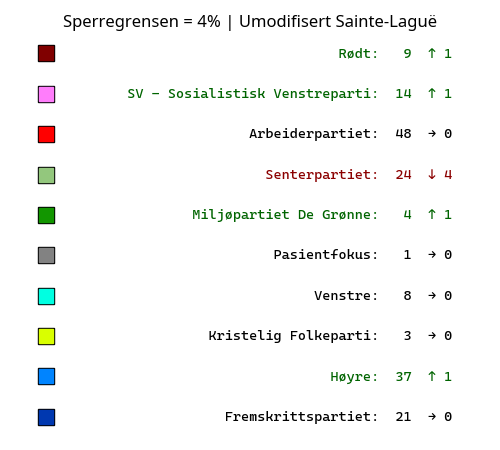 Sperregrensen = 4% | Umodifisert Sainte-Laguë
Rødt: 9 ↑ 1
SV – Sosialistisk Venstreparti: 14 ↑ 1
Arbeiderpartiet: 48 → 0
Senterpartiet: 24 ↓ 4
Miljøpartiet De Grønne: 4 ↑ 1
Pasientfokus: 1 → 0
Venstre: 8 → 0
Kristelig Folkeparti: 3 → 0
Høyre: 37 ↑ 1
Fremskrittspartiet: 21 → 0